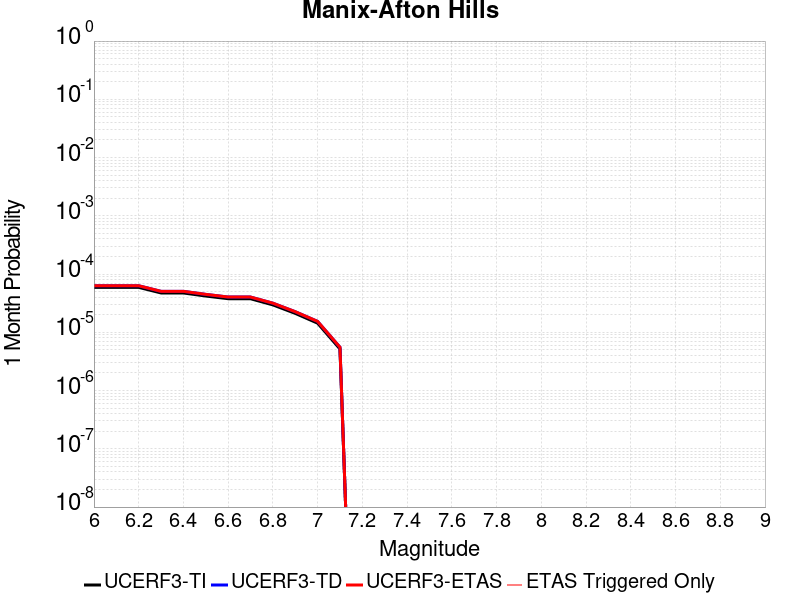 Manix-Afton Hills
1 Month Probability
10^0
10^-1
10^-2
10^-3
10^-4
10^-5
10^-6
10^-7
10^-8
6 6.2 6.4 6.6 6.8 7 7.2 7.4 7.6 7.8 8 8.2 8.4 8.6 8.8 9
Magnitude
UCERF3-TI UCERF3-TD UCERF3-ETAS ETAS Triggered Only